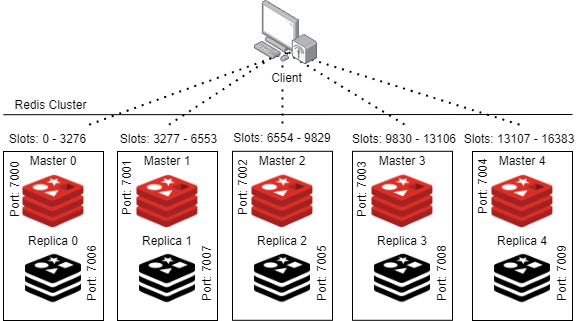 Client
Redis Cluster
Slots: 0 - 3276
Slots: 3277 - 6553
Slots: 6554 - 9829
Slots: 9830 - 13106
Slots: 13107 - 16383
Master 0
Port: 7000
Replica 0
Port: 7006
Master 1
Port: 7001
Replica 1
Port: 7007
Master 2
Port: 7002
Replica 2
Port: 7005
Master 3
Port: 7003
Replica 3
Port: 7008
Master 4
Port: 7004
Replica 4
Port: 7009